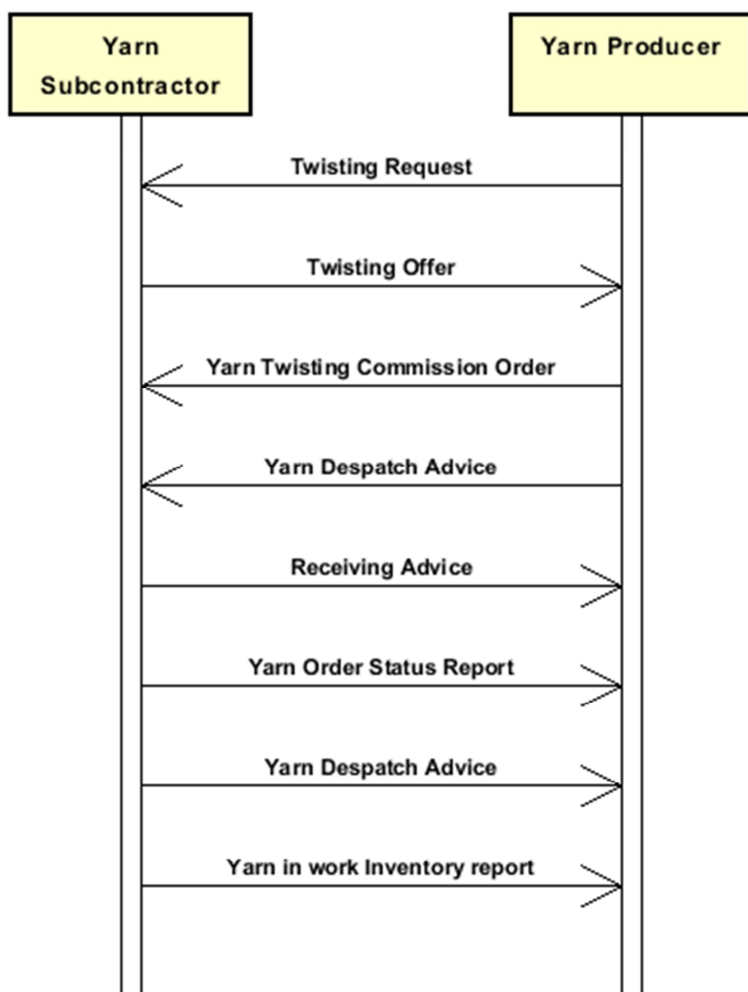 Yarn
Subcontractor
Yarn Producer
Twisting Request
Twisting Offer
Yarn Twisting Commission Order
Yarn Despatch Advice
Receiving Advice
Yarn Order Status Report
Yarn Despatch Advice
Yarn in work Inventory report